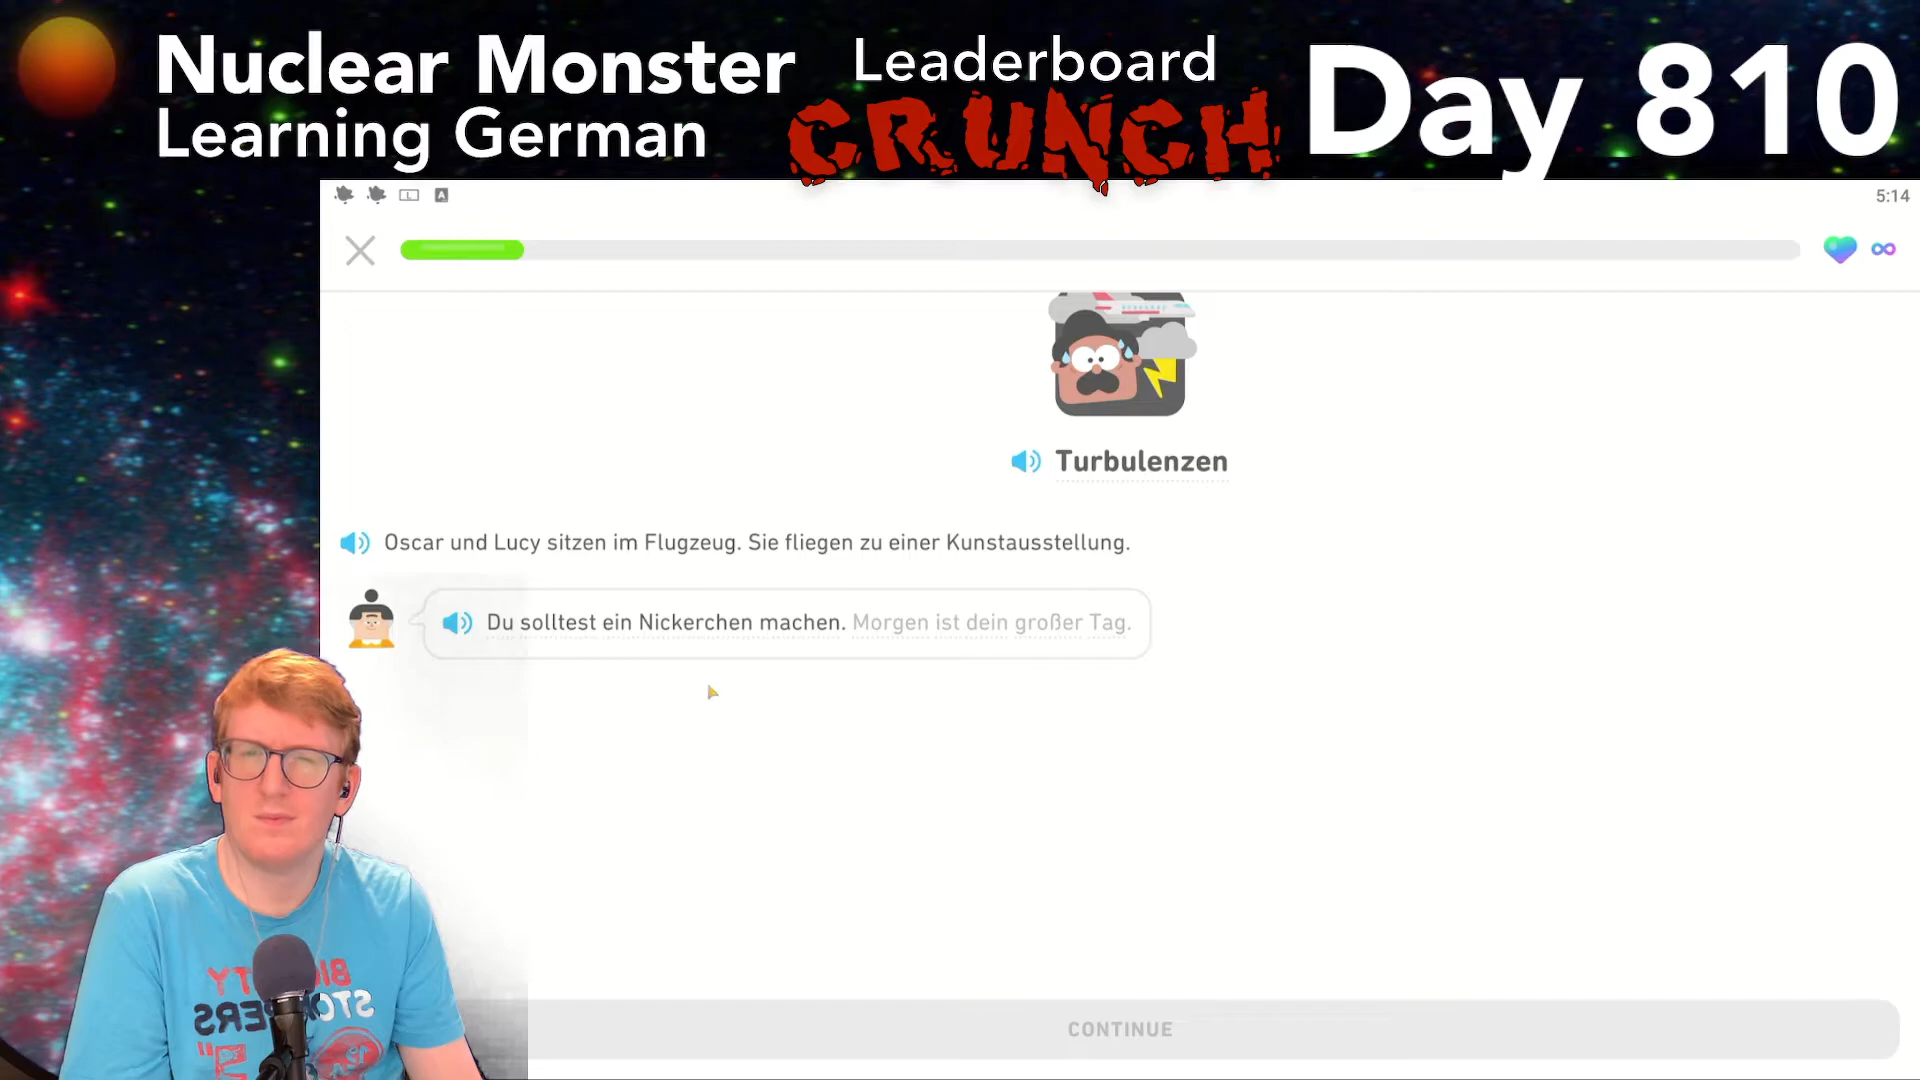 Nuclear Monster
Learning German
Leaderboard
CRUNCH
Day 810
L
A
5:14
Turbulenzen
Oscar und Lucy sitzen im Flugzeug. Sie fliegen zu einer Kunstausstellung.
Du solltest ein Nickerchen machen. Morgen ist dein großer Tag.
CONTINUE